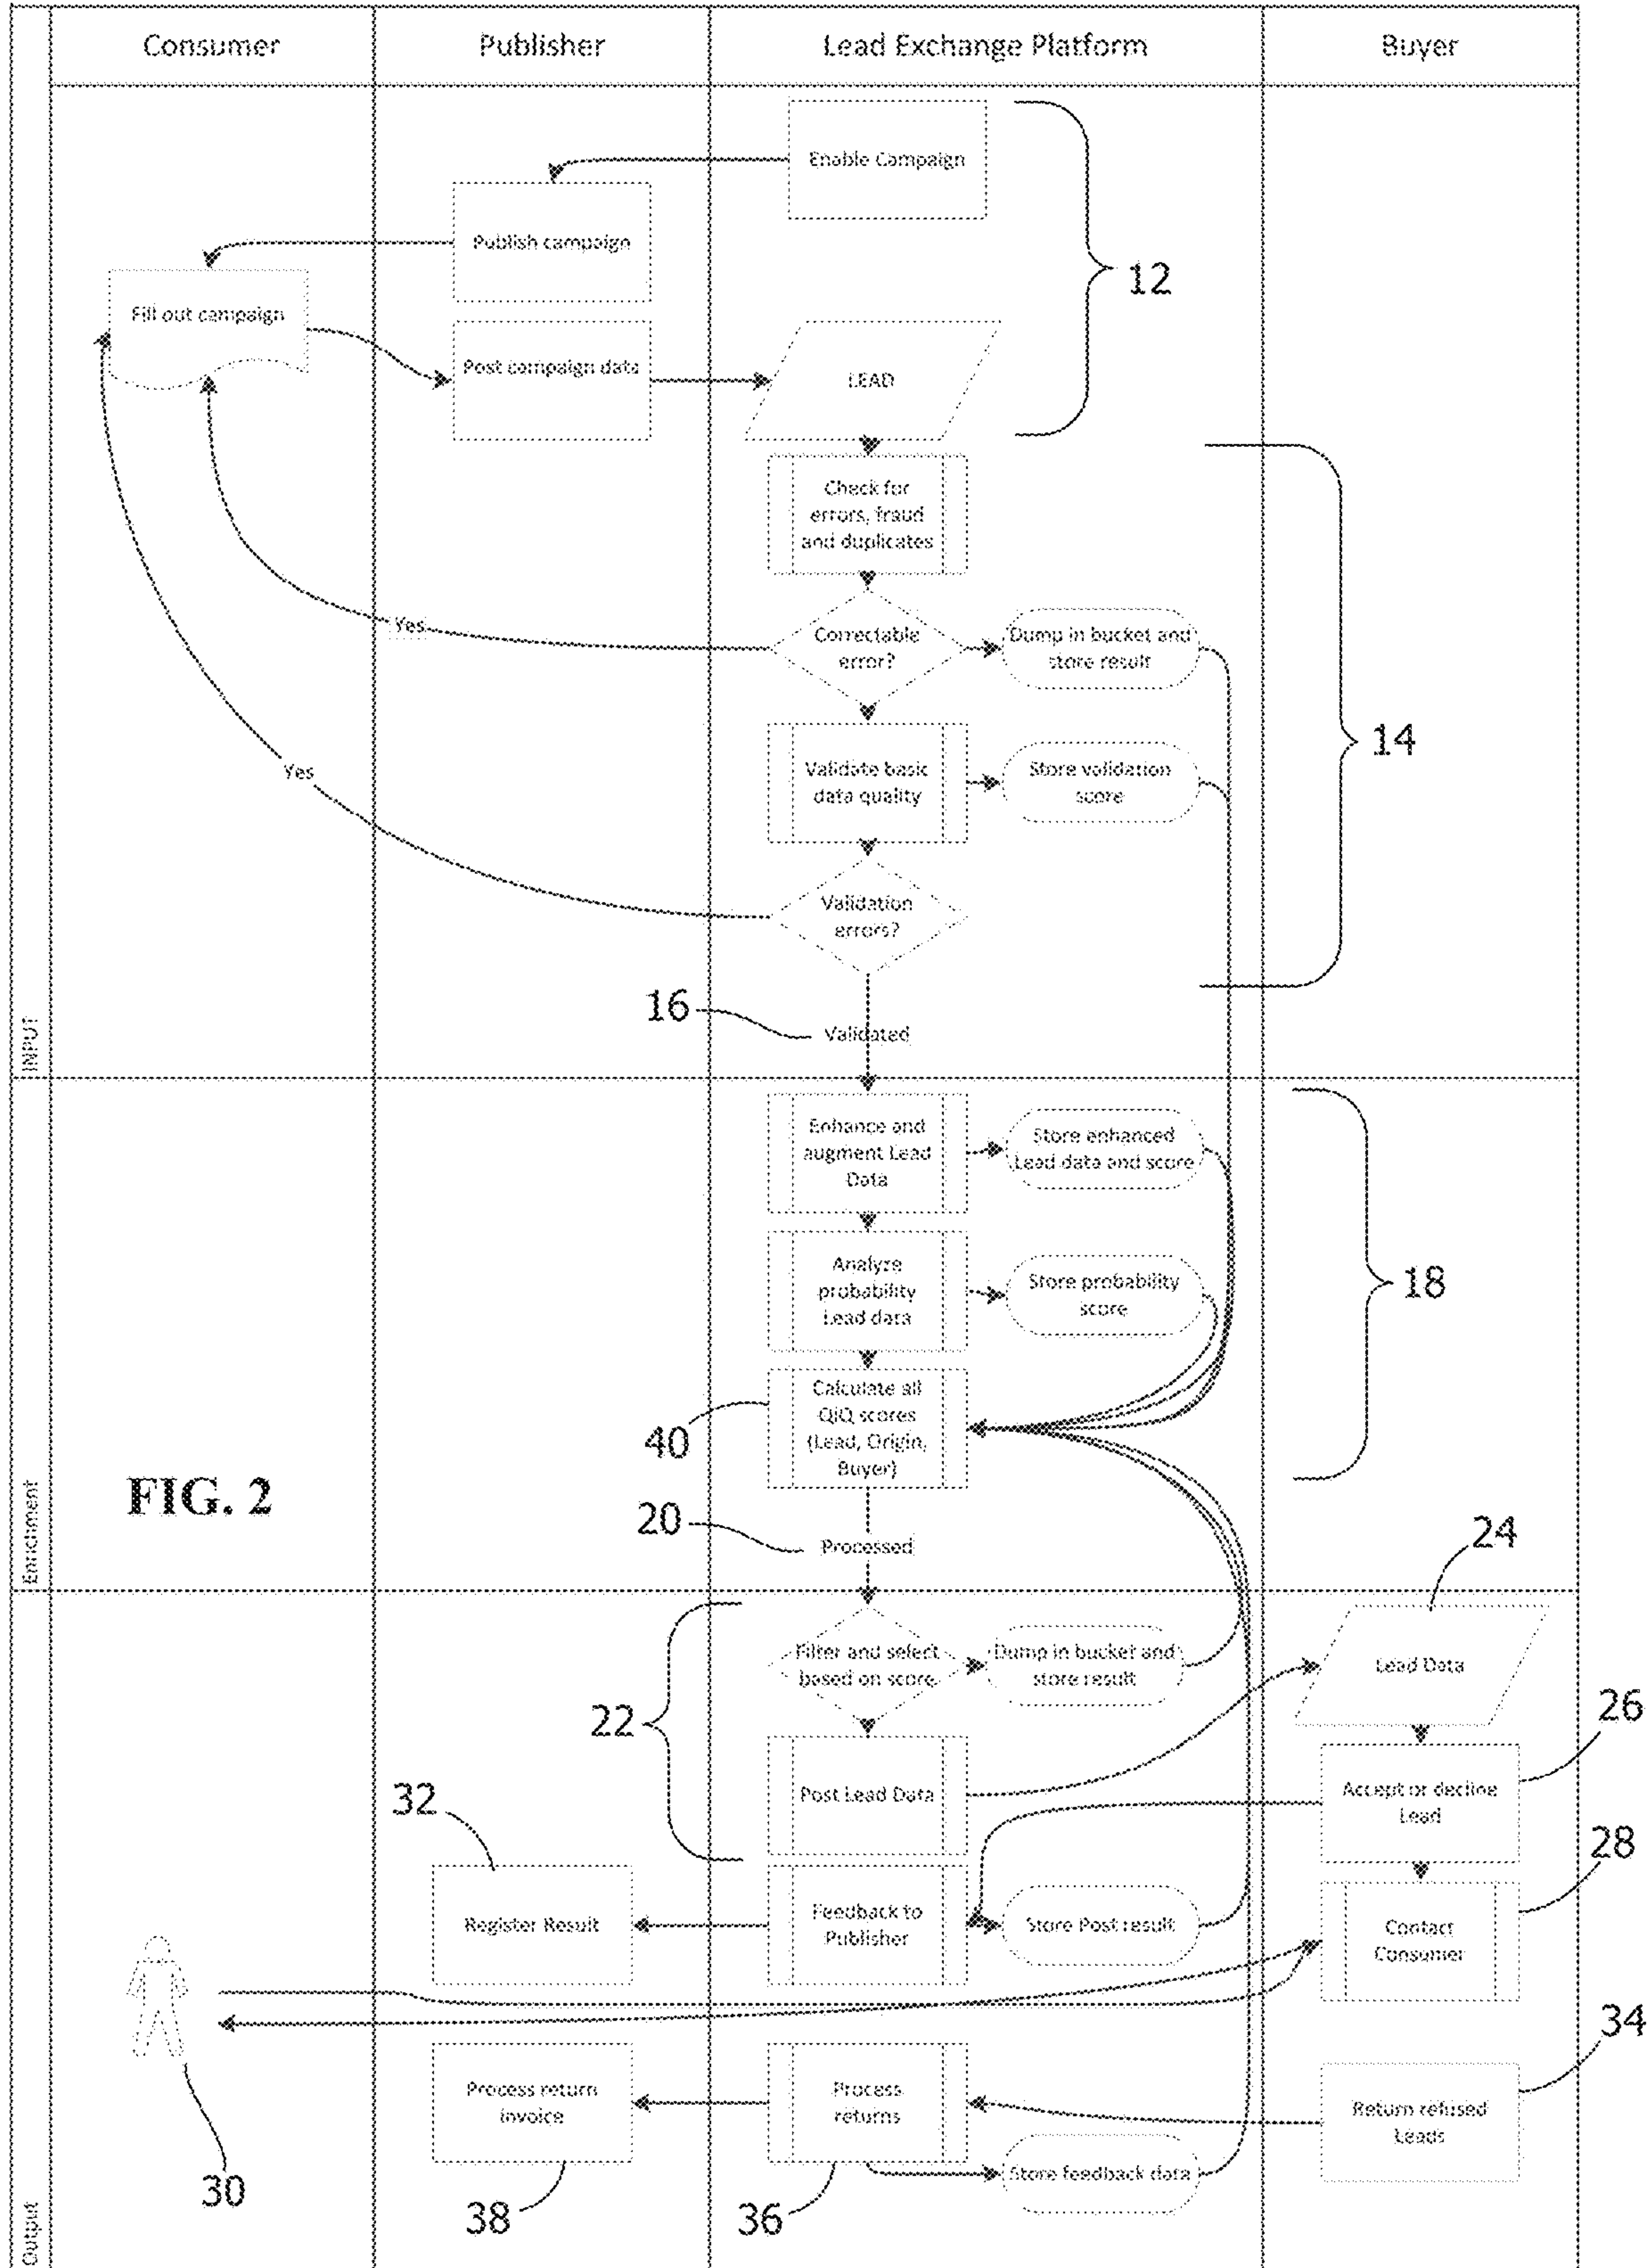 Consumer
Publisher
Lead Exchange Platform
Buyer
Enable Campaign
Publish campaign
12
Fill out campaign
Post campaign data
LEAD
Check for
errors, fraud
and duplicates
Yes
Correctable
error?
Dump in bucket and
store result
14
Yes
Validate basic
data quality
Store validation
score
Validation
errors?
16
Validated
INPUT
Enhance and
augment Lead
Data
Store enhanced
Lead data and score
18
Analyze
probability
Lead data
Store probability
score
40
Calculate all
QiQ scores
(Lead, Origin,
Buyer)
FIG. 2
20
Processed
Enrichment
24
Filter and select
based on score
Dump in bucket and
store result
Lead Data
22
26
Post Lead Data
Accept or decline
Lead
32
28
Register Result
Feedback to
Publisher
Store Post result
Contact
Consumer
34
Process return
invoice
Process
returns
Return refused
Leads
Store feedback data
30
38
36
Output